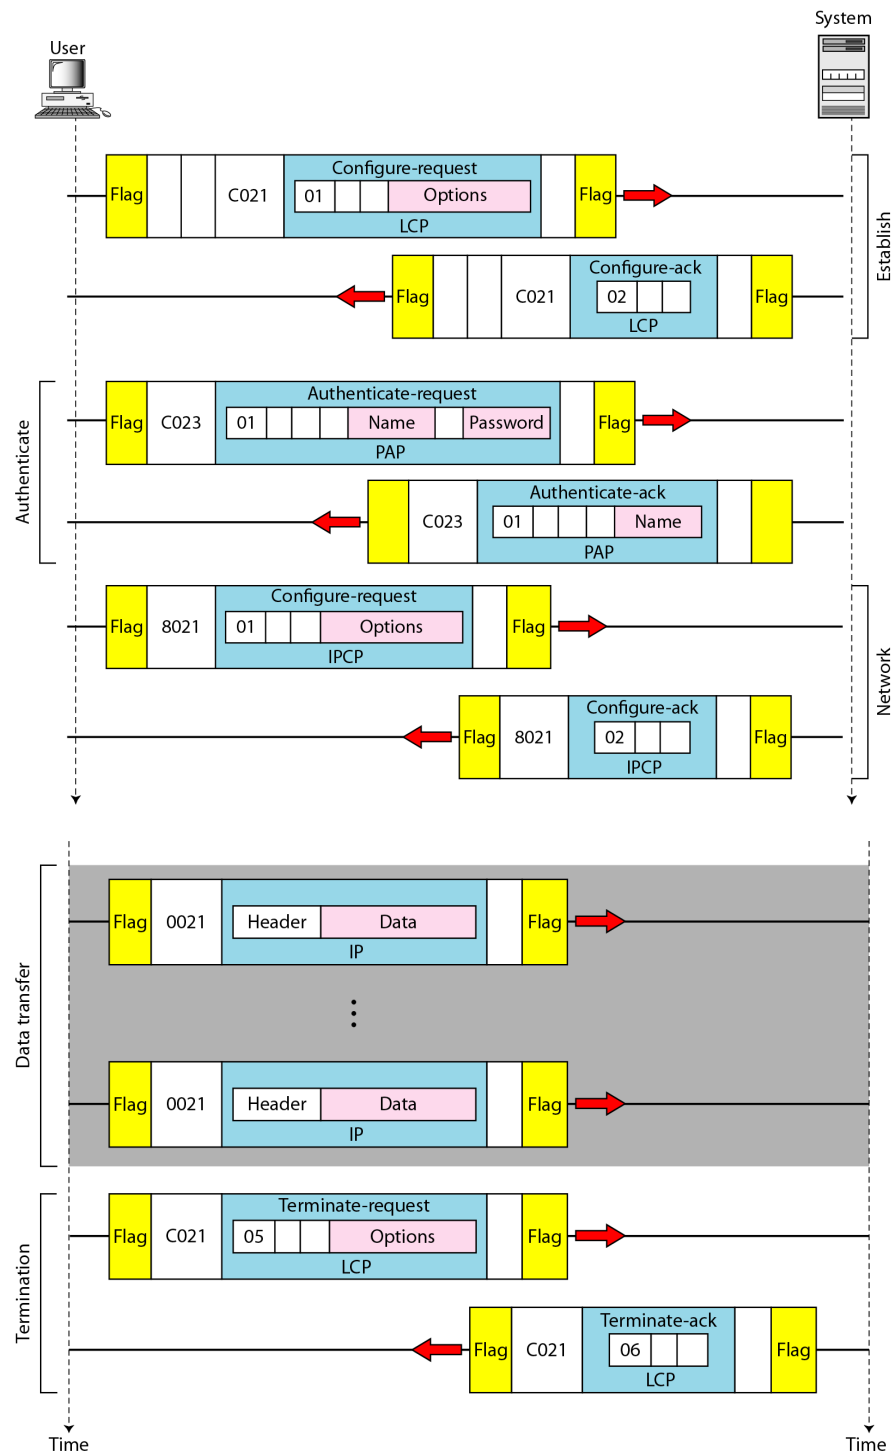 User
System
Configure-request
Flag C021 01 Options Flag
LCP
Establish
Configure-ack
Flag C021 02 Flag
LCP
Authenticate
Authenticate-request
Flag C023 01 Name Password Flag
PAP
Authenticate-ack
C023 01 Name
PAP
Network
Configure-request
Flag 8021 01 Options Flag
IPCP
Configure-ack
Flag 8021 02 Flag
IPCP
Data transfer
Flag 0021 Header Data Flag
IP
Flag 0021 Header Data Flag
IP
Termination
Terminate-request
Flag C021 05 Options Flag
LCP
Terminate-ack
Flag C021 06 Flag
LCP
Time
Time